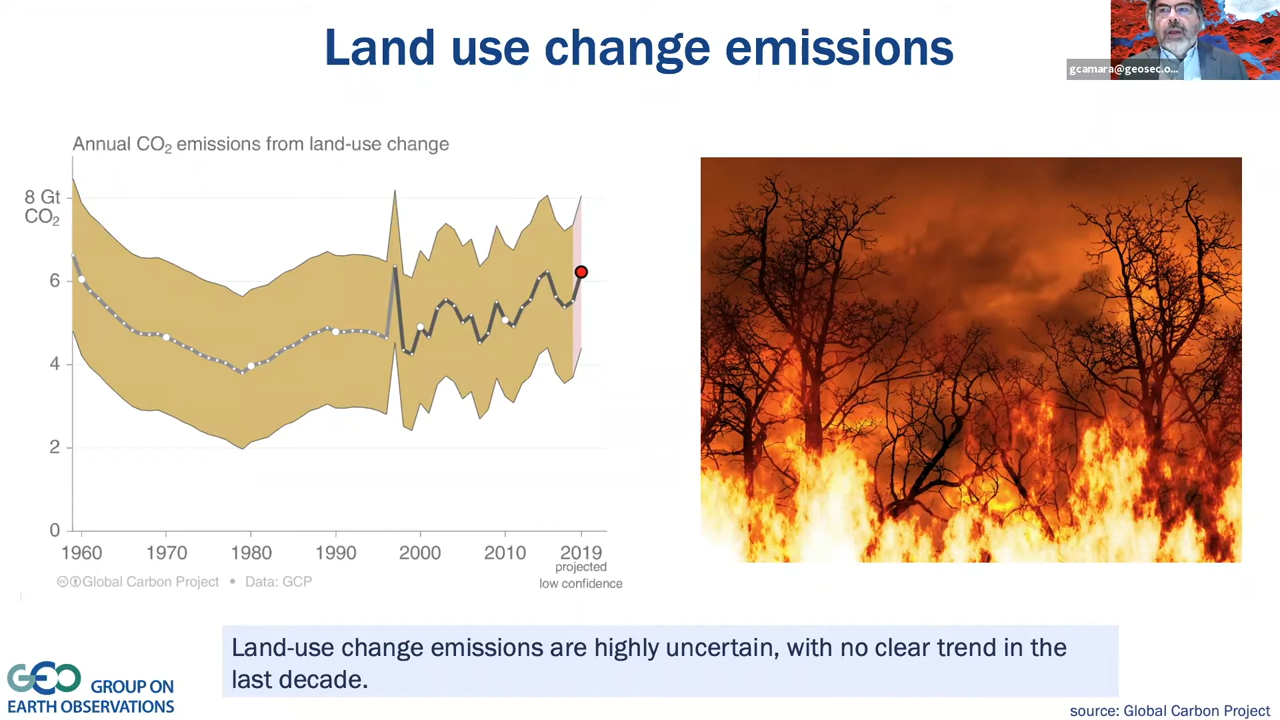 Land use change emissions
gcamara@geosec.o...
Annual CO₂ emissions from land-use change
8 Gt
CO₂
6
4
2
0
1960 1970 1980 1990 2000 2010 2019
projected
low confidence
Global Carbon Project • Data: GCP
Land-use change emissions are highly uncertain, with no clear trend in the
last decade.
GEO GROUP ON
EARTH OBSERVATIONS
source: Global Carbon Project